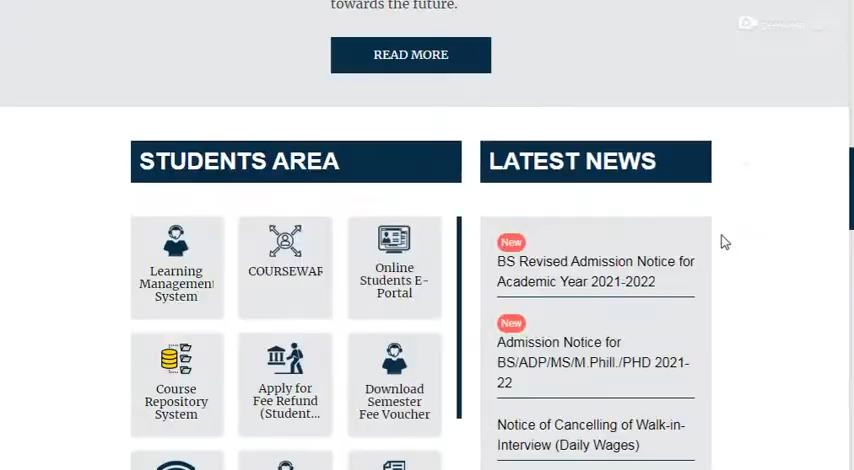 towards the future.
READ MORE
STUDENTS AREA
LATEST NEWS
Learning
Management
System
COURSEWAR
Online
Students E-
Portal
Course
Repository
System
Apply for
Fee Refund
(Student...
Download
Semester
Fee Voucher
New
BS Revised Admission Notice for
Academic Year 2021-2022
New
Admission Notice for
BS/ADP/MS/M.Phill./PHD 2021-
22
Notice of Cancelling of Walk-in-
Interview (Daily Wages)